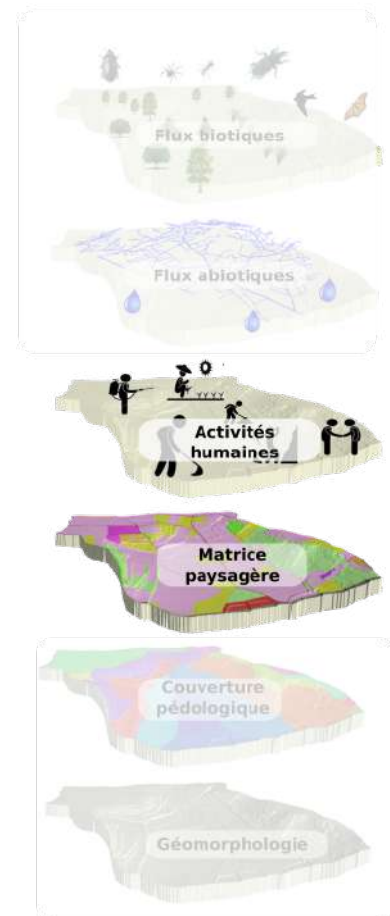 Flux biotiques
Flux abiotiques
Activités
humaines
Matrice
paysagère
Couverture
pédologique
Géomorphologie